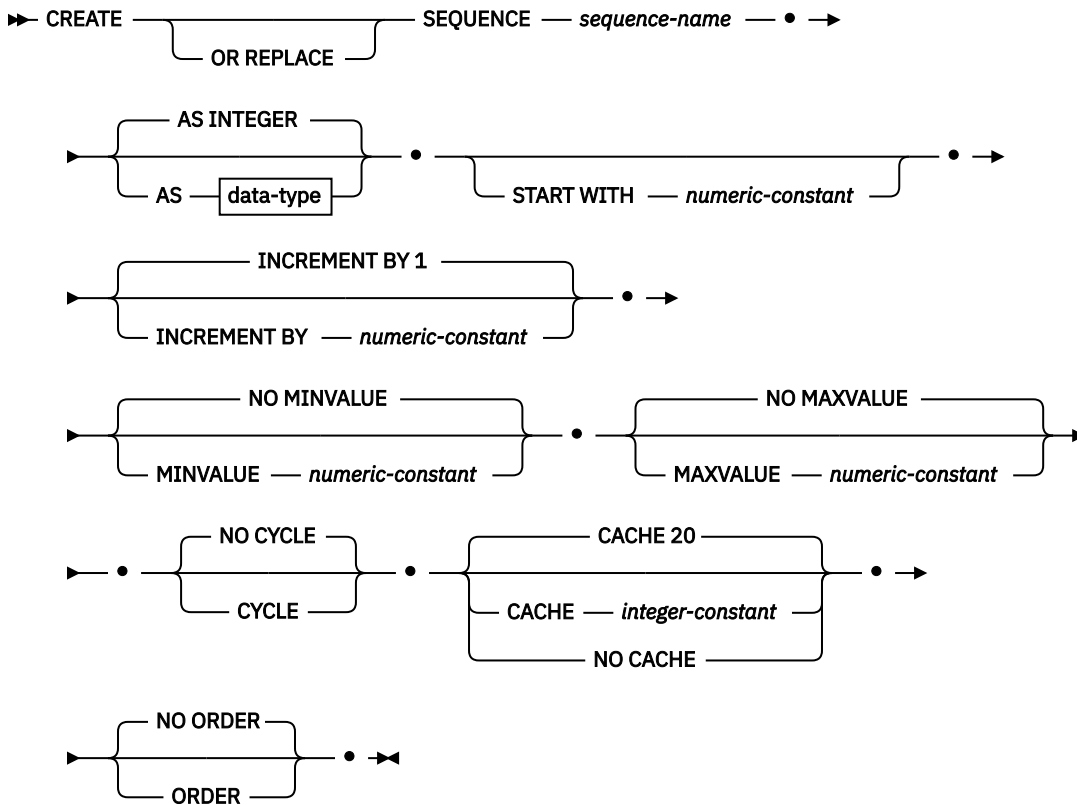 CREATE SEQUENCE sequence-name
OR REPLACE
AS INTEGER
AS data-type START WITH numeric-constant
INCREMENT BY 1
INCREMENT BY numeric-constant
NO MINVALUE NO MAXVALUE
MINVALUE numeric-constant MAXVALUE numeric-constant
NO CYCLE CACHE 20
CYCLE CACHE integer-constant
NO CACHE
NO ORDER
ORDER